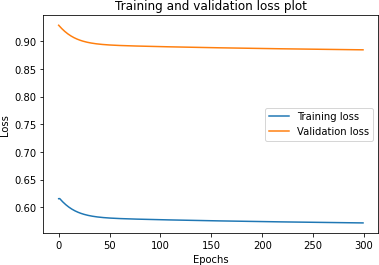 Training and validation loss plot
0.90
0.85
0.80
0.75
0.70
0.65
0.60
Loss
Training loss
Validation loss
0 50 100 150 200 250 300
Epochs